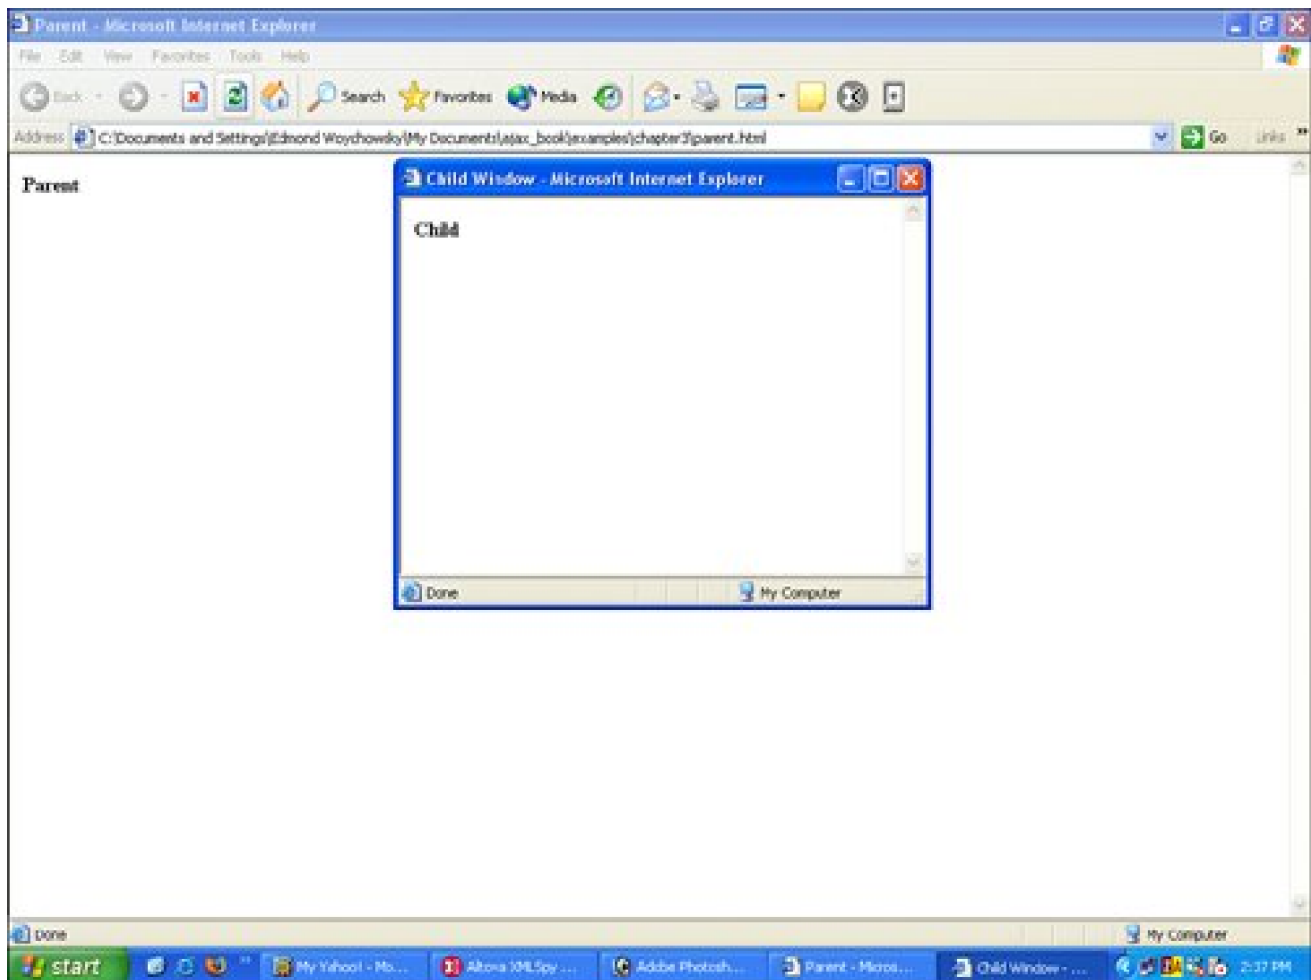 Parent - Microsoft Internet Explorer
File Edit View Favorites Tools Help
Back Search Favorites Media
Address C:\Documents and Settings\Edmond Woychowsky\My Documents\ajax_book\examples\chapter3\parent.html Go Links »
Parent
Child Window - Microsoft Internet Explorer
Child
Done My Computer
Done My Computer
start » My Yahoo! - Mo... Altova XMLSpy ... Adobe Photosh... Parent - Micros... Child Window - ... 2:37 PM